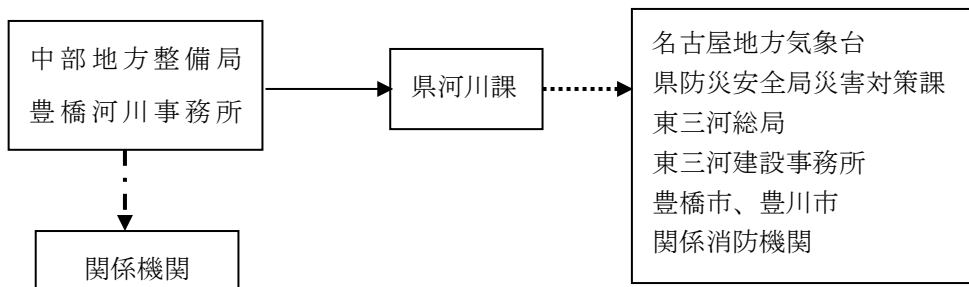 中部地方整備局
豊橋河川事務所
県河川課
名古屋地方気象台
県防災安全局災害対策課
東三河総局
東三河建設事務所
豊橋市、豊川市
関係消防機関
関係機関